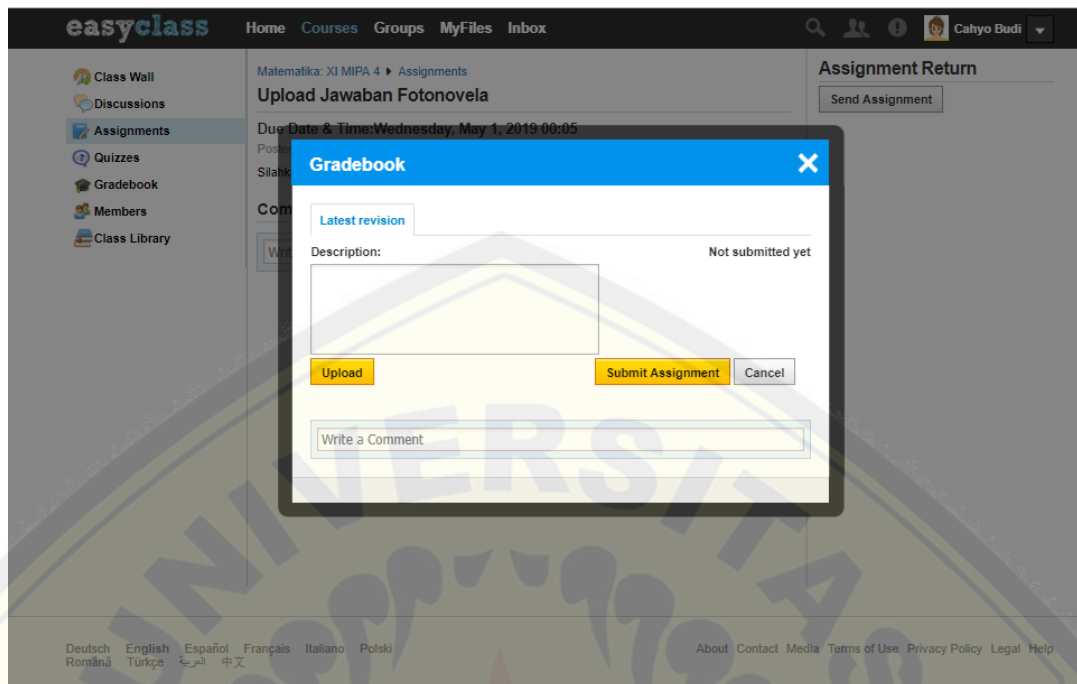 easyclass Home Courses Groups MyFiles Inbox Cahyo Budi
Class Wall
Discussions
Assignments
Quizzes
Gradebook
Members
Class Library
Matematika: XI MIPA 4 Assignments
Upload Jawaban Fotonovela
Due Date & Time:Wednesday, May 1, 2019 00:05
Assignment Return
Send Assignment
Gradebook
Latest revision
Description:
Not submitted yet
Upload
Submit Assignment
Cancel
Write a Comment
Deutsch English Español Français Italiano Polski
Română Türkçe العربية 中文
About Contact Media Terms of Use Privacy Policy Legal Help
UNIVERSITAS